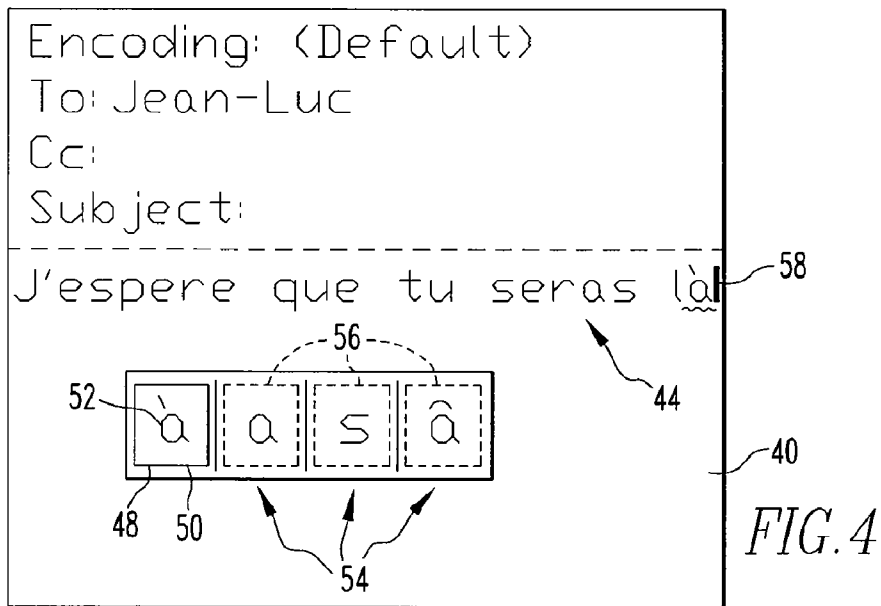 Encoding: (Default)
To: Jean-Luc
Cc:
Subject:
J'espere que tu seras là
58
56
44
52
à a s â
40
48
50
54
FIG. 4